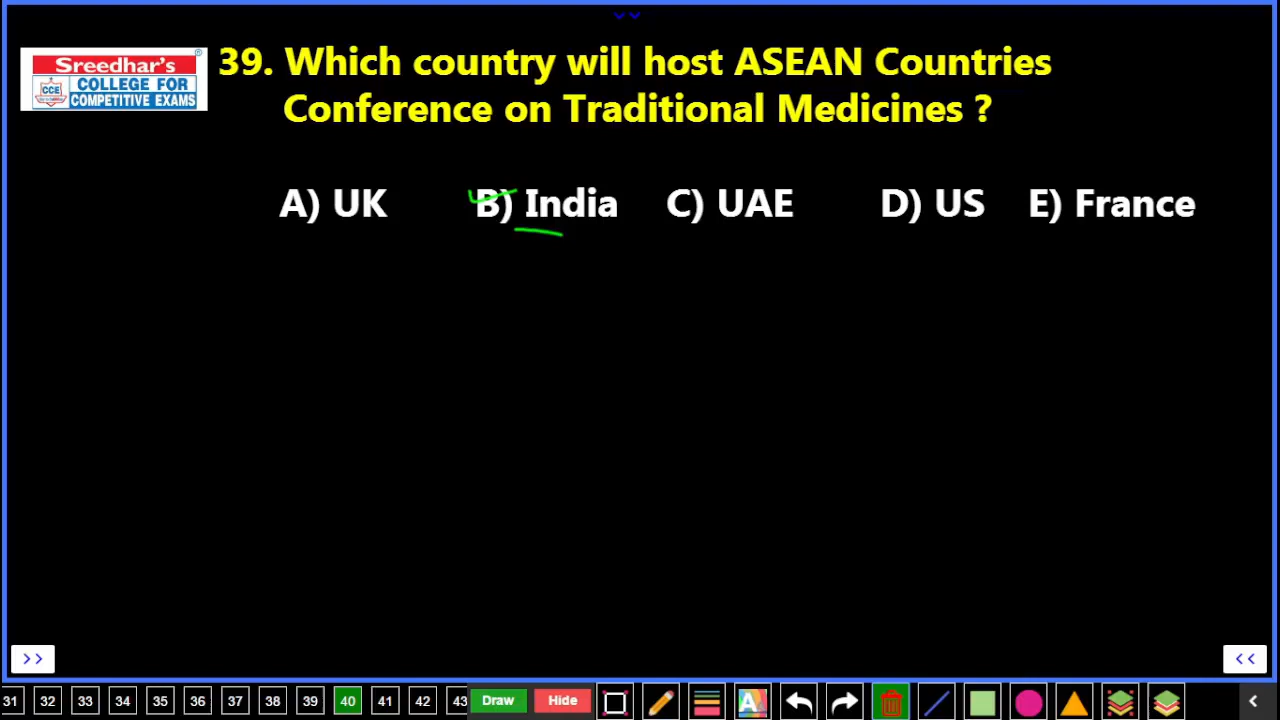 Sreedhar's
CCE
COLLEGE FOR
COMPETITIVE EXAMS
39. Which country will host ASEAN Countries
Conference on Traditional Medicines ?
A) UK B) India C) UAE D) US E) France
>> <<
31 32 33 34 35 36 37 38 39 40 41 42 43 Draw Hide A <